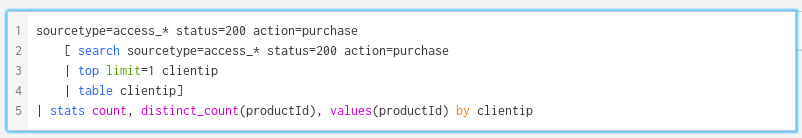 1 sourcetype=access_* status=200 action=purchase
2 [ search sourcetype=access_* status=200 action=purchase
3 | top limit=1 clientip
4 | table clientip]
5 | stats count, distinct_count(productId), values(productId) by clientip